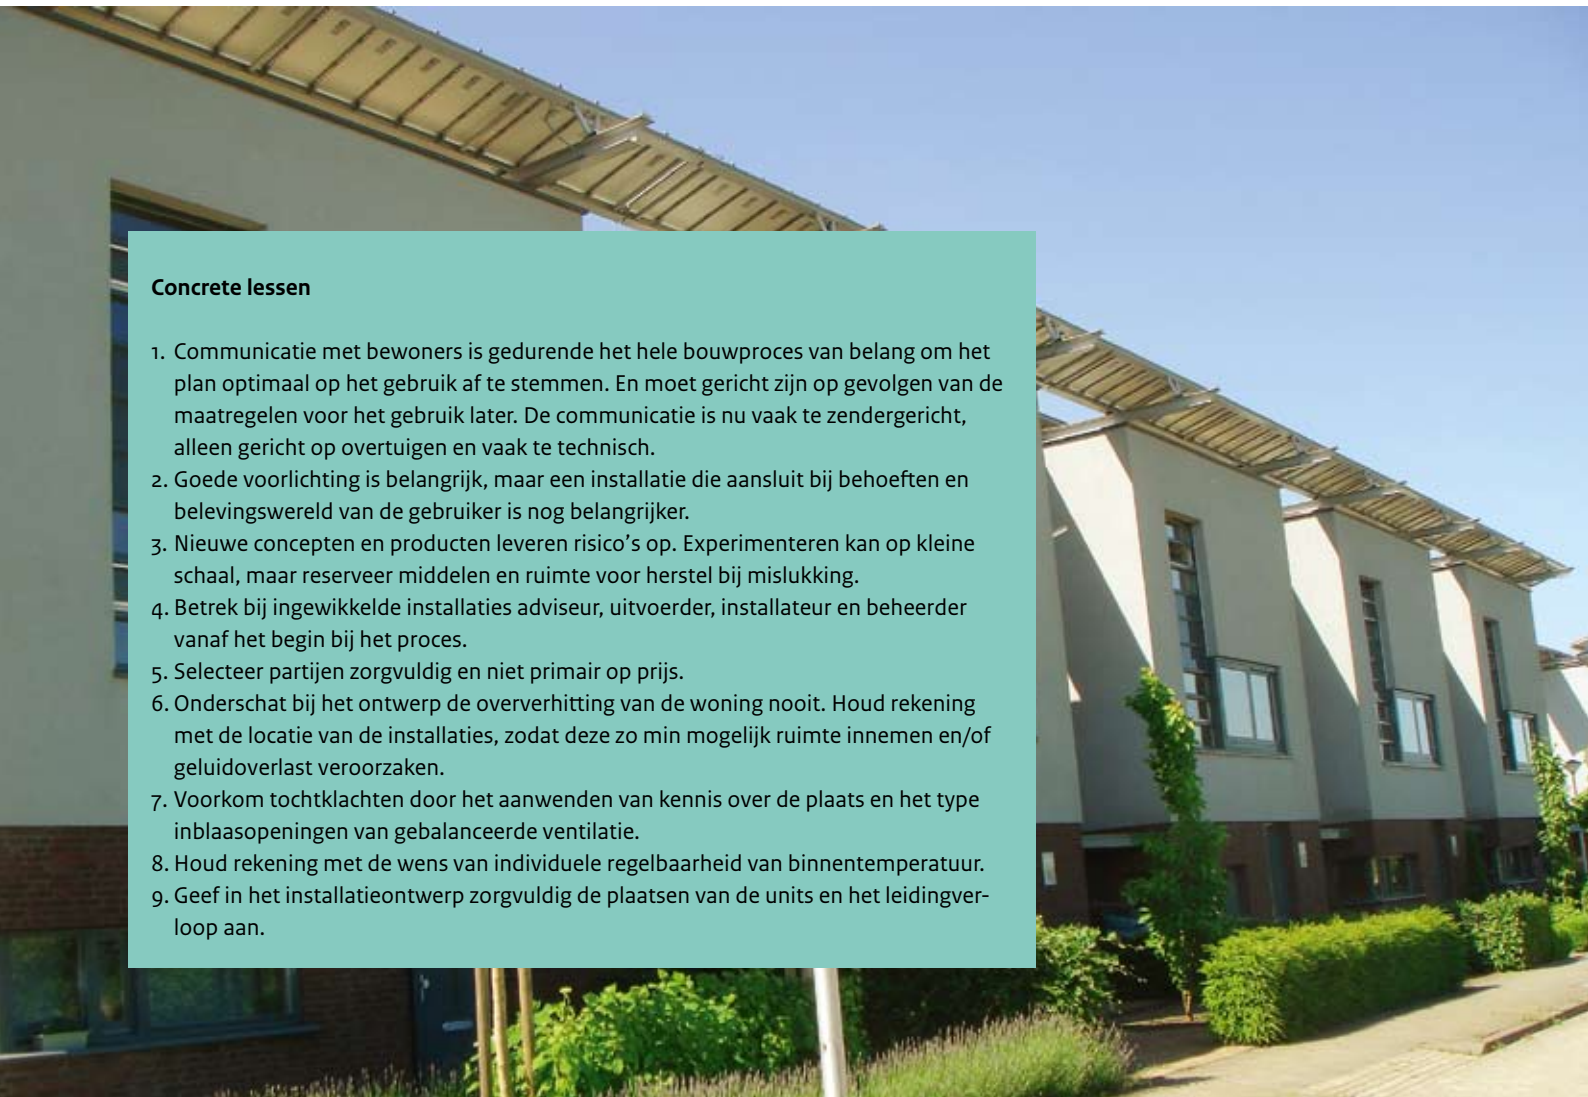 Concrete lessen
1. Communicatie met bewoners is gedurende het hele bouwproces van belang om het
plan optimaal op het gebruik af te stemmen. En moet gericht zijn op gevolgen van de
maatregelen voor het gebruik later. De communicatie is nu vaak te zendergericht,
alleen gericht op overtuigen en vaak te technisch.
2. Goede voorlichting is belangrijk, maar een installatie die aansluit bij behoeften en
belevingswereld van de gebruiker is nog belangrijker.
3. Nieuwe concepten en producten leveren risico’s op. Experimenteren kan op kleine
schaal, maar reserveer middelen en ruimte voor herstel bij mislukking.
4. Betrek bij ingewikkelde installaties adviseur, uitvoerder, installateur en beheerder
vanaf het begin bij het proces.
5. Selecteer partijen zorgvuldig en niet primair op prijs.
6. Onderschat bij het ontwerp de oververhitting van de woning nooit. Houd rekening
met de locatie van de installaties, zodat deze zo min mogelijk ruimte innemen en/of
geluidoverlast veroorzaken.
7. Voorkom tochtklachten door het aanwenden van kennis over de plaats en het type
inblaasopeningen van gebalanceerde ventilatie.
8. Houd rekening met de wens van individuele regelbaarheid van binnentemperatuur.
9. Geef in het installatieontwerp zorgvuldig de plaatsen van de units en het leidingver-
loop aan.